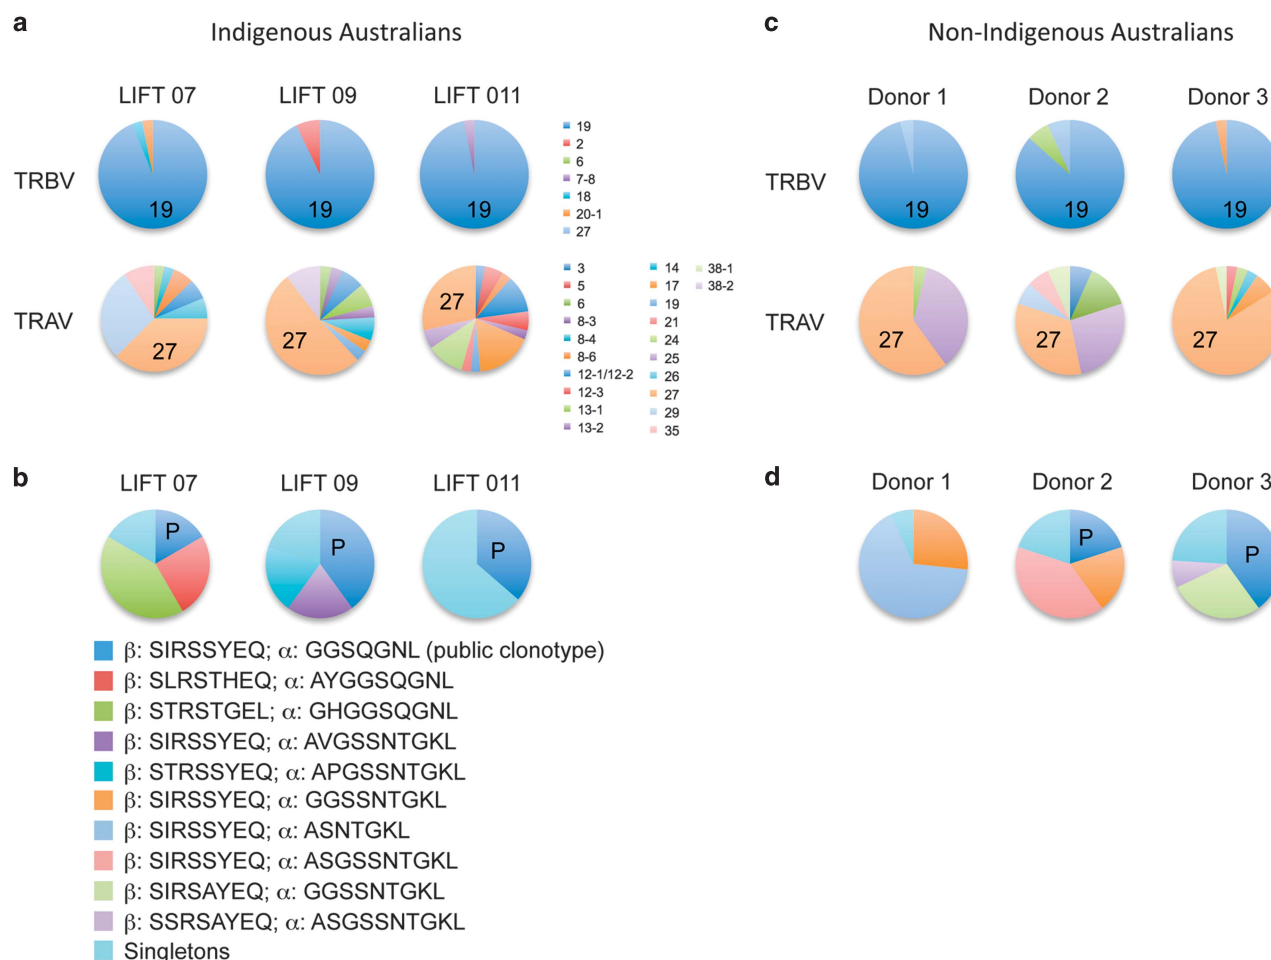 a
Indigenous Australians
LIFT 07
LIFT 09
LIFT 011
TRBV
19
19
19
19
2
6
7-8
18
20-1
27
TRAV
27
27
27
3
5
6
8-3
8-4
8-6
12-1/12-2
12-3
13-1
13-2
14
17
19
21
24
25
26
27
29
35
38-1
38-2
c
Non-Indigenous Australians
Donor 1
Donor 2
Donor 3
TRBV
19
19
19
TRAV
27
27
27
b
LIFT 07
LIFT 09
LIFT 011
P
P
P
β: SIRSSYEQ; α: GGSQGNL (public clonotype)
β: SLRSTHEQ; α: AYGGSQGNL
β: STRSTGEL; α: GHGGSQGNL
β: SIRSSYEQ; α: AVGSSNTGKL
β: STRSSYEQ; α: APGSSNTGKL
β: SIRSSYEQ; α: GGSSNTGKL
β: SIRSSYEQ; α: ASNTGKL
β: SIRSSYEQ; α: ASGSSNTGKL
β: SIRSAYEQ; α: GGSSNTGKL
β: SSRSAYEQ; α: ASGSSNTGKL
Singletons
d
Donor 1
Donor 2
Donor 3
P
P